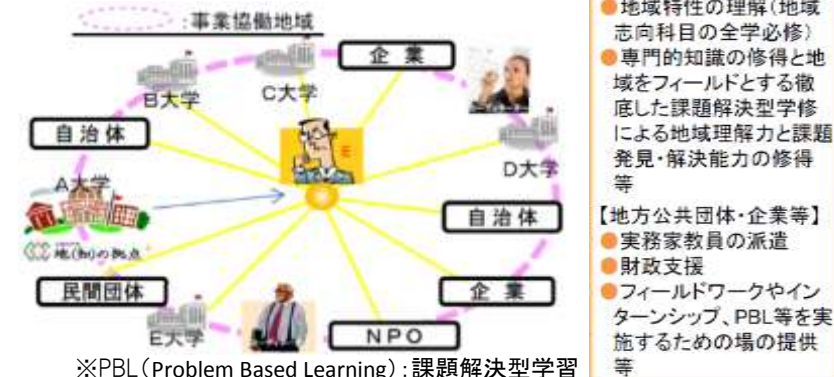 :事業協働地域
企業
B大学
C大学
自治体
D大学
A大学
自治体
地(知)の拠点
民間団体
企業
E大学
NPO
※PBL(Problem Based Learning):課題解決型学習
●地域特性の理解(地域
志向科目の全学必修)
●専門的知識の修得と地
域をフィールドとする徹
底した課題解決型学修
による地域理解力と課題
発見・解決能力の修得
等
【地方公共団体・企業等】
●実務家教員の派遣
●財政支援
●フィールドワークやイン
ターンシップ、PBL等を実
施するための場の提供
等